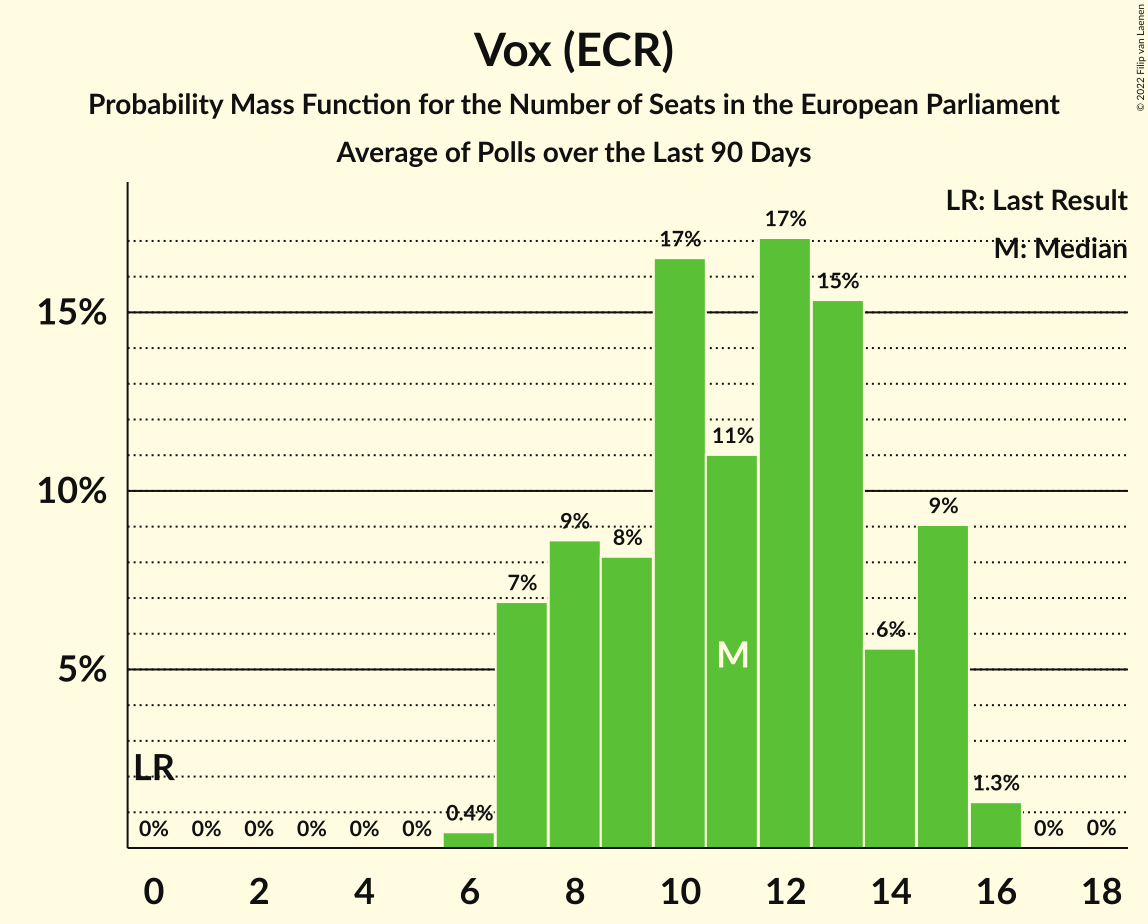 Vox (ECR)
Probability Mass Function for the Number of Seats in the European Parliament
Average of Polls over the Last 90 Days
© 2022 Filip van Laenen
LR: Last Result
M: Median
15%
10%
5%
LR
M
0%
0%
0%
0%
0%
0%
0.4%
7%
9%
8%
17%
11%
17%
15%
6%
9%
1.3%
0%
0%
0 2 4 6 8 10 12 14 16 18